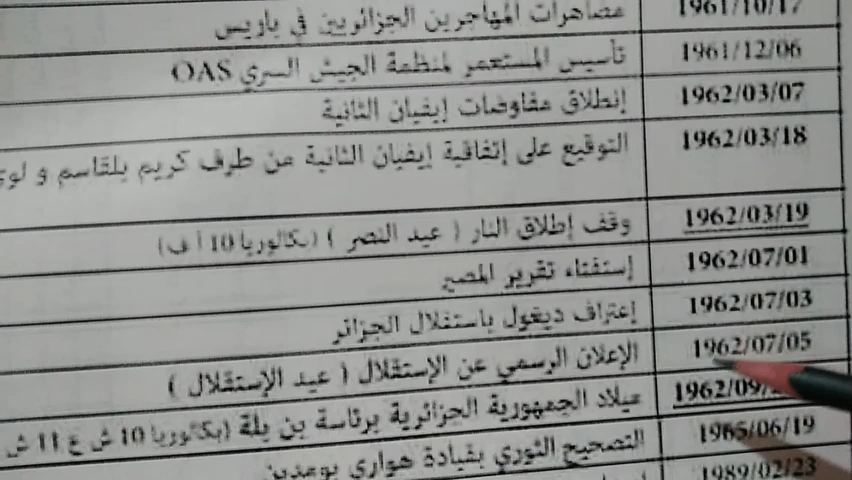 1961/10/17 مضاهرات المهاجرين الجزائريين في باريس
1961/12/06 تأسيس المستعمر لمنظمة الجيش السري OAS
1962/03/07 إنطلاق مفاوضات إيفيان الثانية
1962/03/18 التوقيع على إتفاقية إيفيان الثانية من طرف كريم بلقاسم و
1962/03/19 وقف إطلاق النار ( عيد النصر ) (بكالوريا 10 أ ف)
1962/07/01 إستفتاء تقرير المصير
1962/07/03 إعتراف ديغول باستقلال الجزائر
1962/07/05 الإعلان الرسمي عن الإستقلال ( عيد الإستقلال )
1962/09/ ميلاد الجمهورية الجزائرية برئاسة بن بلة (بكالوريا 10 ش ع 11 ش
1965/06/19 التصحيح الثوري بقيادة هواري بومدين
1989/02/23